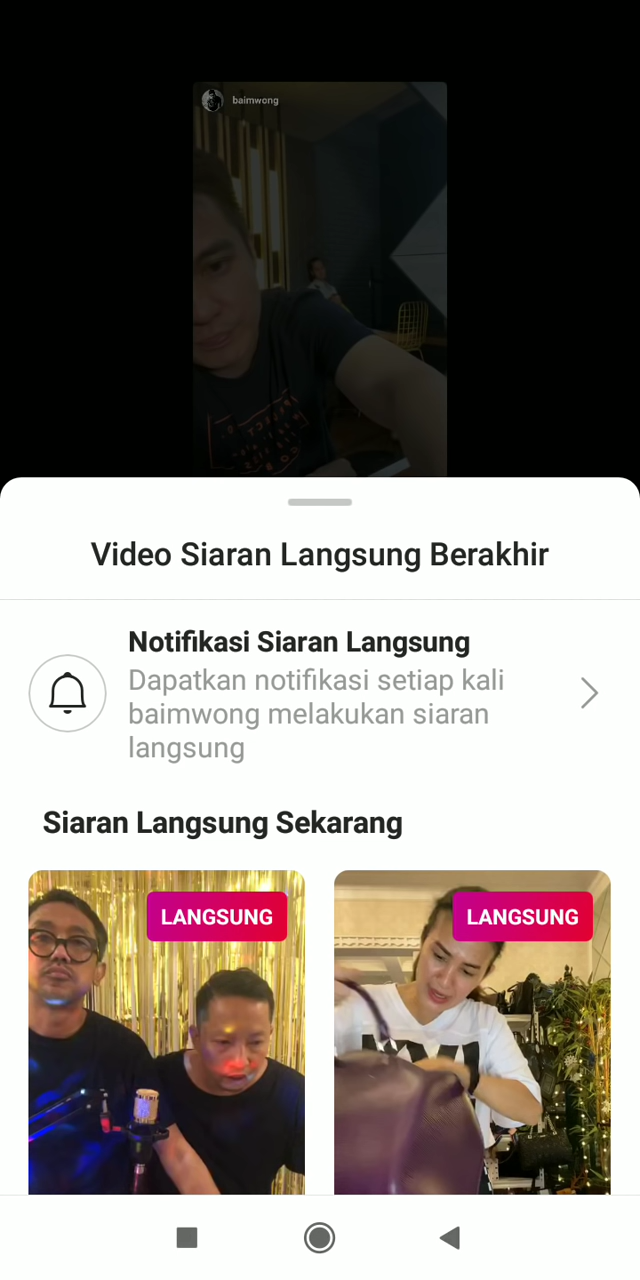 baimwong
Video Siaran Langsung Berakhir
Notifikasi Siaran Langsung
Dapatkan notifikasi setiap kali
baimwong melakukan siaran
langsung
Siaran Langsung Sekarang
LANGSUNG
LANGSUNG